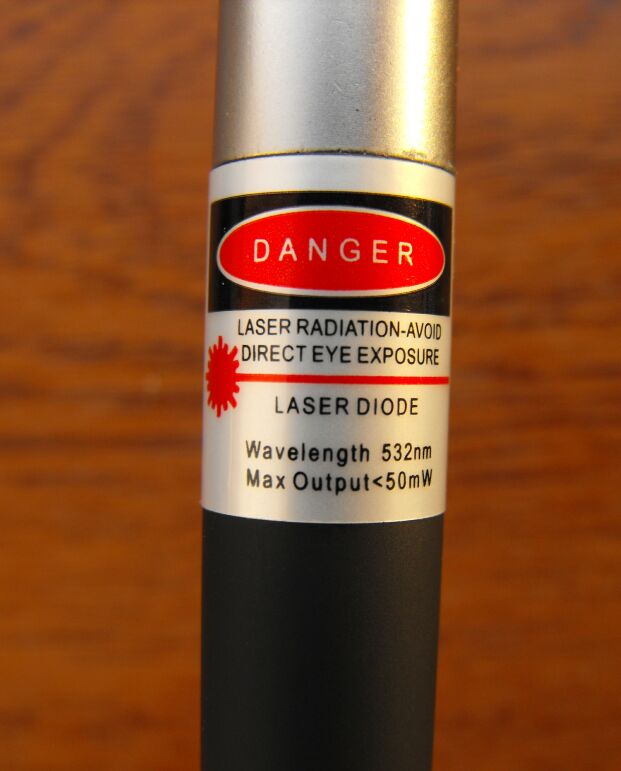 DANGER
LASER RADIATION-AVOID
DIRECT EYE EXPOSURE
LASER DIODE
Wavelength 532nm
Max Output<50mW